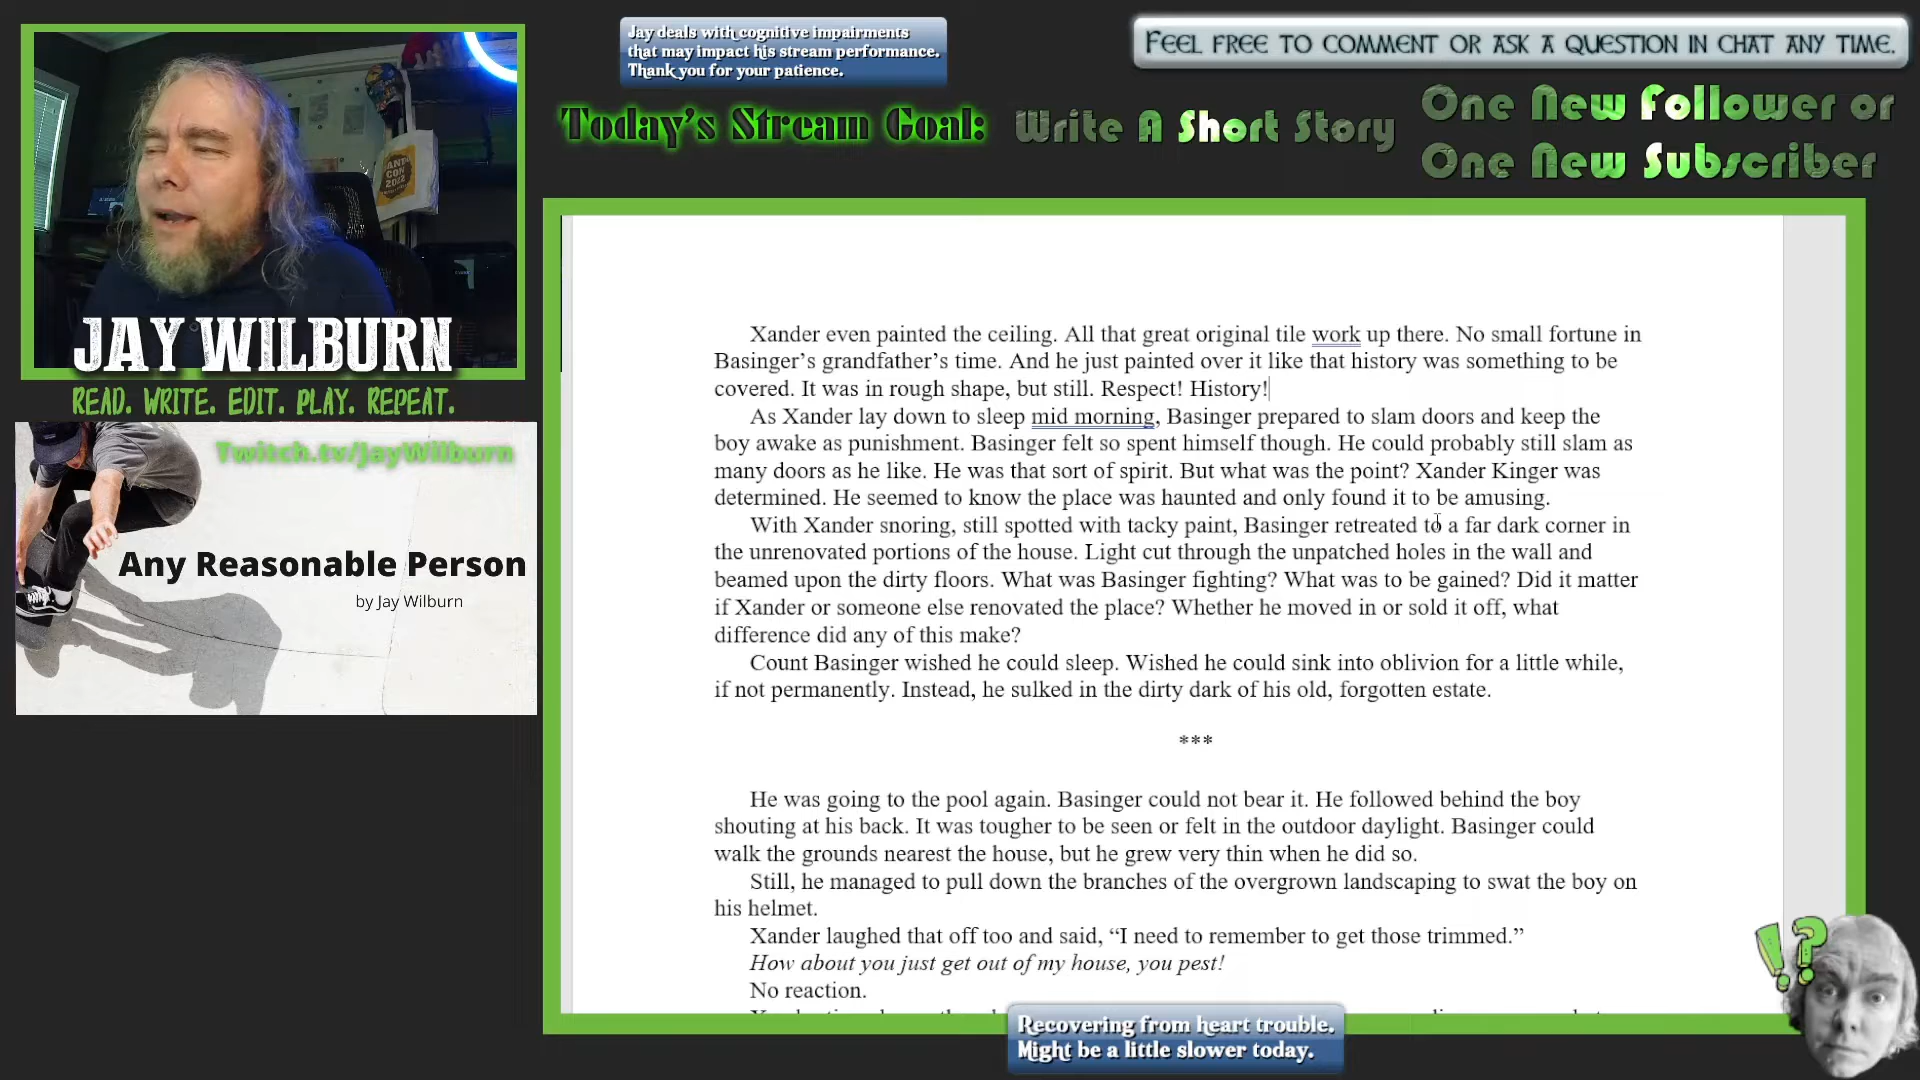 Jay deals with cognitive impairments
that may impact his stream performance.
Thank you for your patience.
Feel free to comment or ask a question in chat any time.
Today's Stream Goal:
Write A Short Story
One New Follower or
One New Subscriber
ANT
CON
2022
JAY WILBURN
READ. WRITE. EDIT. PLAY. REPEAT.
Twitch.tv/JayWilburn
Any Reasonable Person
by Jay Wilburn
Xander even painted the ceiling. All that great original tile work up there. No small fortune in
Basinger’s grandfather’s time. And he just painted over it like that history was something to be
covered. It was in rough shape, but still. Respect! History!
As Xander lay down to sleep mid morning, Basinger prepared to slam doors and keep the
boy awake as punishment. Basinger felt so spent himself though. He could probably still slam as
many doors as he like. He was that sort of spirit. But what was the point? Xander Kinger was
determined. He seemed to know the place was haunted and only found it to be amusing.
With Xander snoring, still spotted with tacky paint, Basinger retreated to a far dark corner in
the unrenovated portions of the house. Light cut through the unpatched holes in the wall and
beamed upon the dirty floors. What was Basinger fighting? What was to be gained? Did it matter
if Xander or someone else renovated the place? Whether he moved in or sold it off, what
difference did any of this make?
Count Basinger wished he could sleep. Wished he could sink into oblivion for a little while,
if not permanently. Instead, he sulked in the dirty dark of his old, forgotten estate.
***
He was going to the pool again. Basinger could not bear it. He followed behind the boy
shouting at his back. It was tougher to be seen or felt in the outdoor daylight. Basinger could
walk the grounds nearest the house, but he grew very thin when he did so.
Still, he managed to pull down the branches of the overgrown landscaping to swat the boy on
his helmet.
Xander laughed that off too and said, “I need to remember to get those trimmed.”
How about you just get out of my house, you pest!
No reaction.
Recovering from heart trouble.
Might be a little slower today.
!?